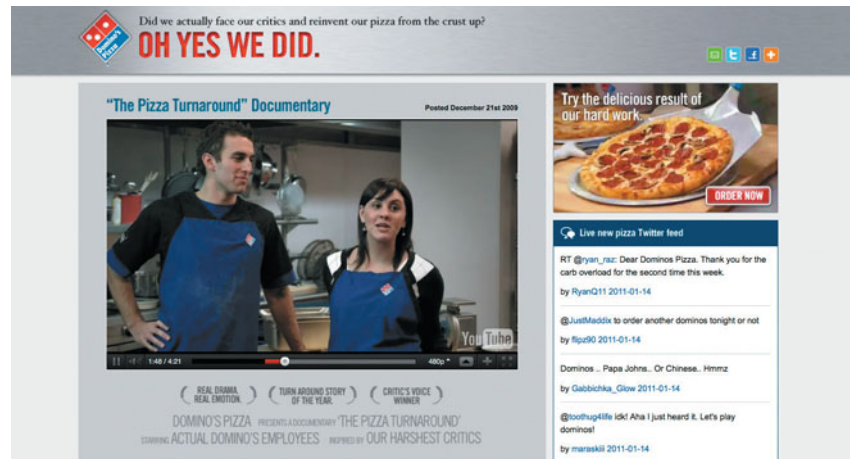 Did we actually face our critics and reinvent our pizza from the crust up?
OH YES WE DID.
Domino's
Pizza
"The Pizza Turnaround" Documentary
Posted December 21st 2009
YouTube
1:48 / 4:21
480p
REAL DRAMA.
REAL EMOTION.
TURN AROUND STORY
OF THE YEAR.
CRITIC'S VOICE
WINNER
DOMINO'S PIZZA PRESENTS A DOCUMENTARY 'THE PIZZA TURNAROUND'
STARRING ACTUAL DOMINO'S EMPLOYEES INSPIRED BY OUR HARSHEST CRITICS
Try the delicious result of
our hard work.
ORDER NOW
Live new pizza Twitter feed
RT @ryan_raz: Dear Dominos Pizza. Thank you for the
carb overload for the second time this week.
by RyanQ11 2011-01-14
@JustMaddix to order another dominos tonight or not
by flipz90 2011-01-14
Dominos .. Papa Johns.. Or Chinese.. Hmmz
by Gabbichka_Glow 2011-01-14
@toothug4life idk! Aha I just heard it. Let's play
dominos!
by maraskiii 2011-01-14